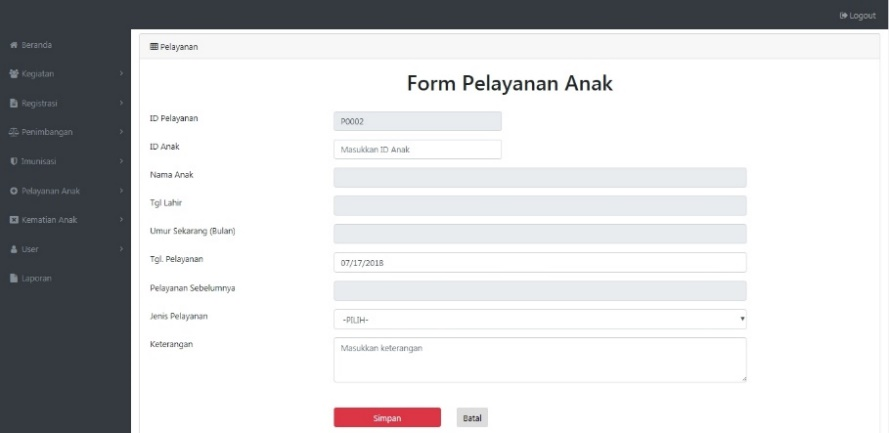 Logout
Beranda
Kegiatan
Registrasi
Penimbangan
Imunisasi
Pelayanan Anak
Kematian Anak
User
Laporan
Pelayanan
Form Pelayanan Anak
ID Pelayanan
P0002
ID Anak
Masukkan ID Anak
Nama Anak
Tgl Lahir
Umur Sekarang (Bulan)
Tgl. Pelayanan
07/17/2018
Pelayanan Sebelumnya
Jenis Pelayanan
-PILIH-
Keterangan
Masukkan keterangan
Simpan
Batal